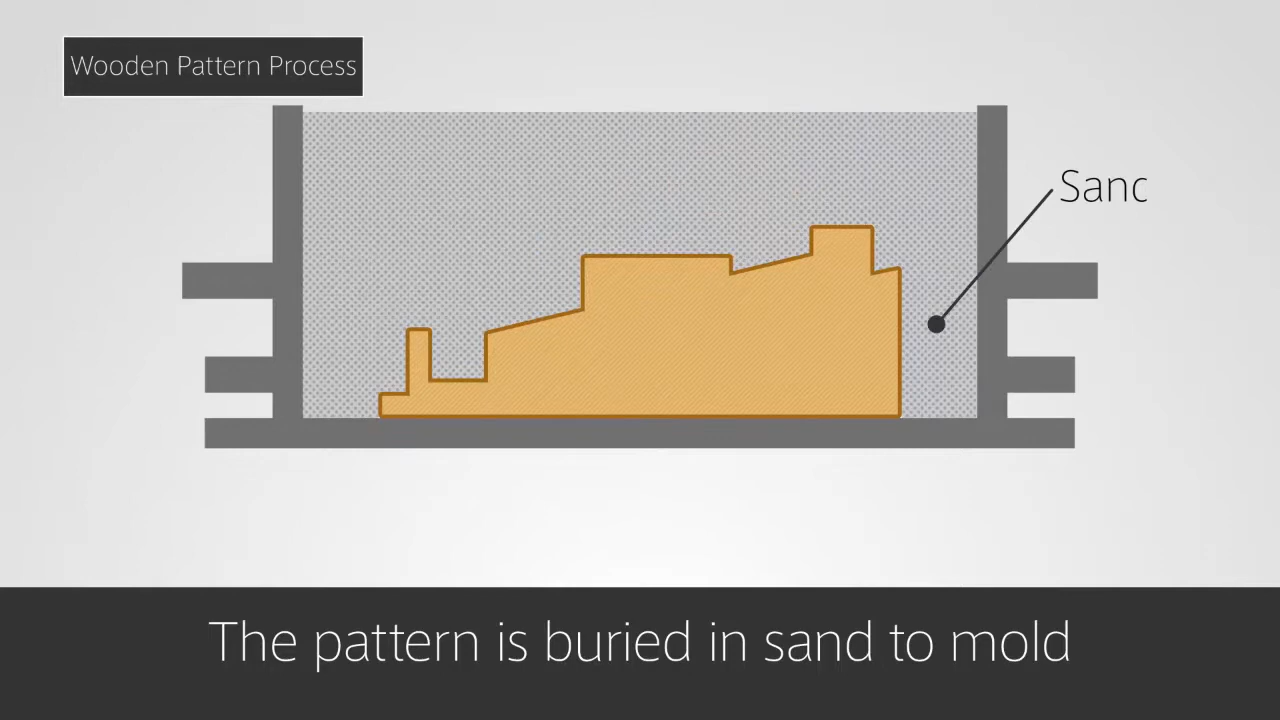 Wooden Pattern Process
Sanc
The pattern is buried in sand to mold